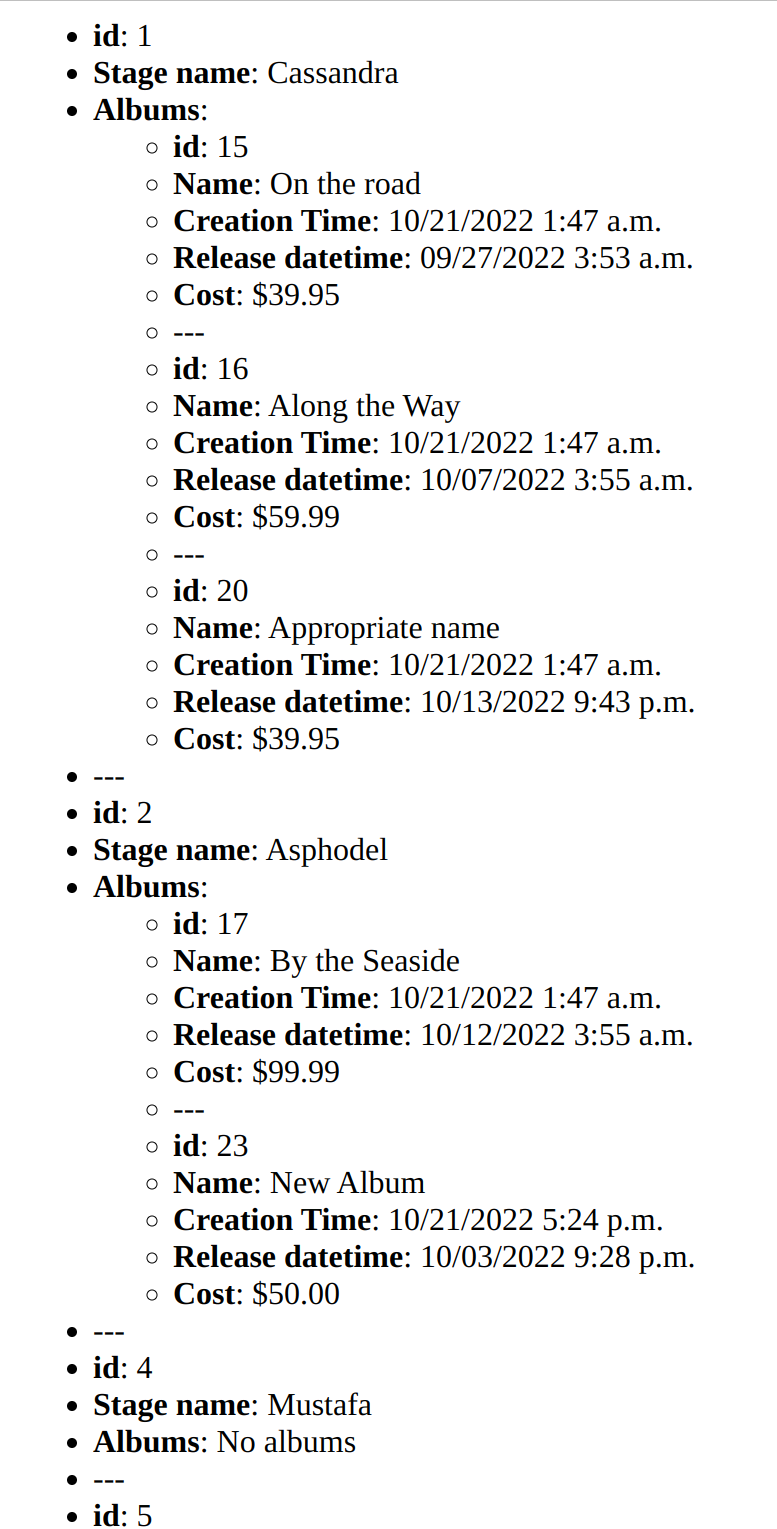 id: 1
Stage name: Cassandra
Albums:
id: 15
Name: On the road
Creation Time: 10/21/2022 1:47 a.m.
Release datetime: 09/27/2022 3:53 a.m.
Cost: $39.95
---
id: 16
Name: Along the Way
Creation Time: 10/21/2022 1:47 a.m.
Release datetime: 10/07/2022 3:55 a.m.
Cost: $59.99
---
id: 20
Name: Appropriate name
Creation Time: 10/21/2022 1:47 a.m.
Release datetime: 10/13/2022 9:43 p.m.
Cost: $39.95
---
id: 2
Stage name: Asphodel
Albums:
id: 17
Name: By the Seaside
Creation Time: 10/21/2022 1:47 a.m.
Release datetime: 10/12/2022 3:55 a.m.
Cost: $99.99
---
id: 23
Name: New Album
Creation Time: 10/21/2022 5:24 p.m.
Release datetime: 10/03/2022 9:28 p.m.
Cost: $50.00
---
id: 4
Stage name: Mustafa
Albums: No albums
---
id: 5